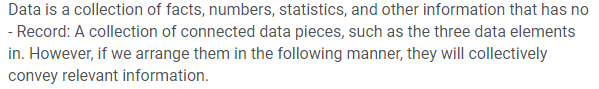 Data is a collection of facts, numbers, statistics, and other information that has no
- Record: A collection of connected data pieces, such as the three data elements
in. However, if we arrange them in the following manner, they will collectively
convey relevant information.